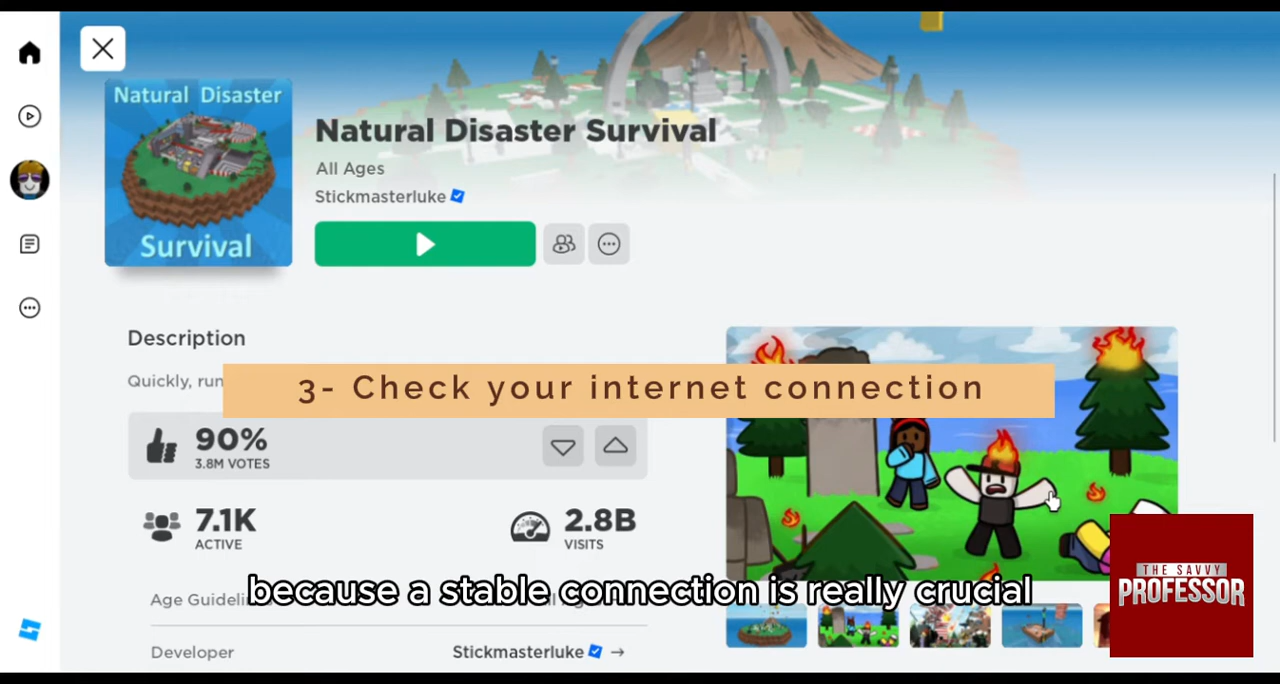 Natural Disaster
Survival
Natural Disaster Survival
All Ages
Stickmasterluke
Description
Quickly, run
3- Check your internet connection
90%
3.8M VOTES
7.1K
ACTIVE
2.8B
VISITS
because a stable connection is really crucial
Age
Developer
Stickmasterluke →
THE SAVVY
PROFESSOR